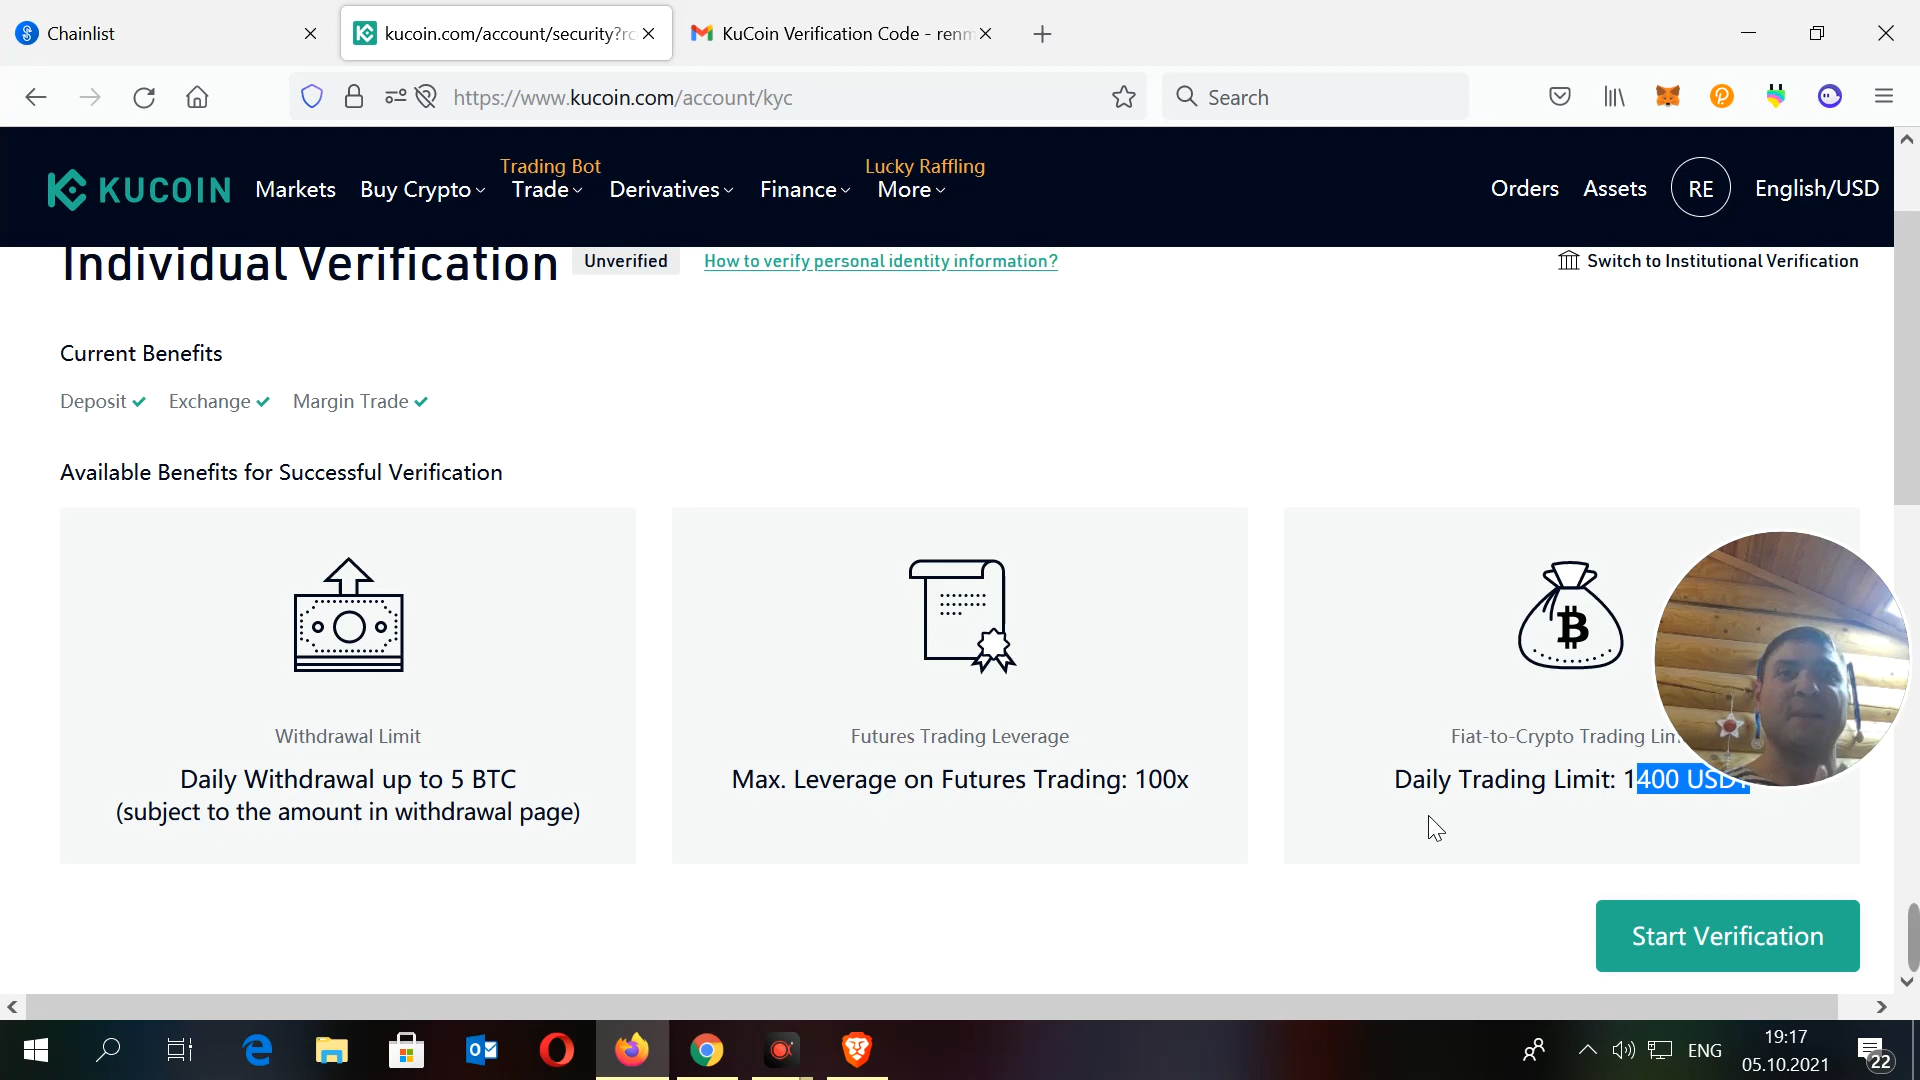 Chainlist
kucoin.com/account/security?rc
KuCoin Verification Code - renm
https://www.kucoin.com/account/kyc
Search
Trading Bot
Lucky Raffling
KUCOIN
Markets
Buy Crypto
Trade
Derivatives
Finance
More
Orders
Assets
RE
English/USD
Individual Verification
Unverified
How to verify personal identity information?
Switch to Institutional Verification
Current Benefits
Deposit
Exchange
Margin Trade
Available Benefits for Successful Verification
Withdrawal Limit
Daily Withdrawal up to 5 BTC
(subject to the amount in withdrawal page)
Futures Trading Leverage
Max. Leverage on Futures Trading: 100x
Fiat-to-Crypto Trading Lim
Daily Trading Limit: 1400 USD
Start Verification
ENG
19:17
05.10.2021
22